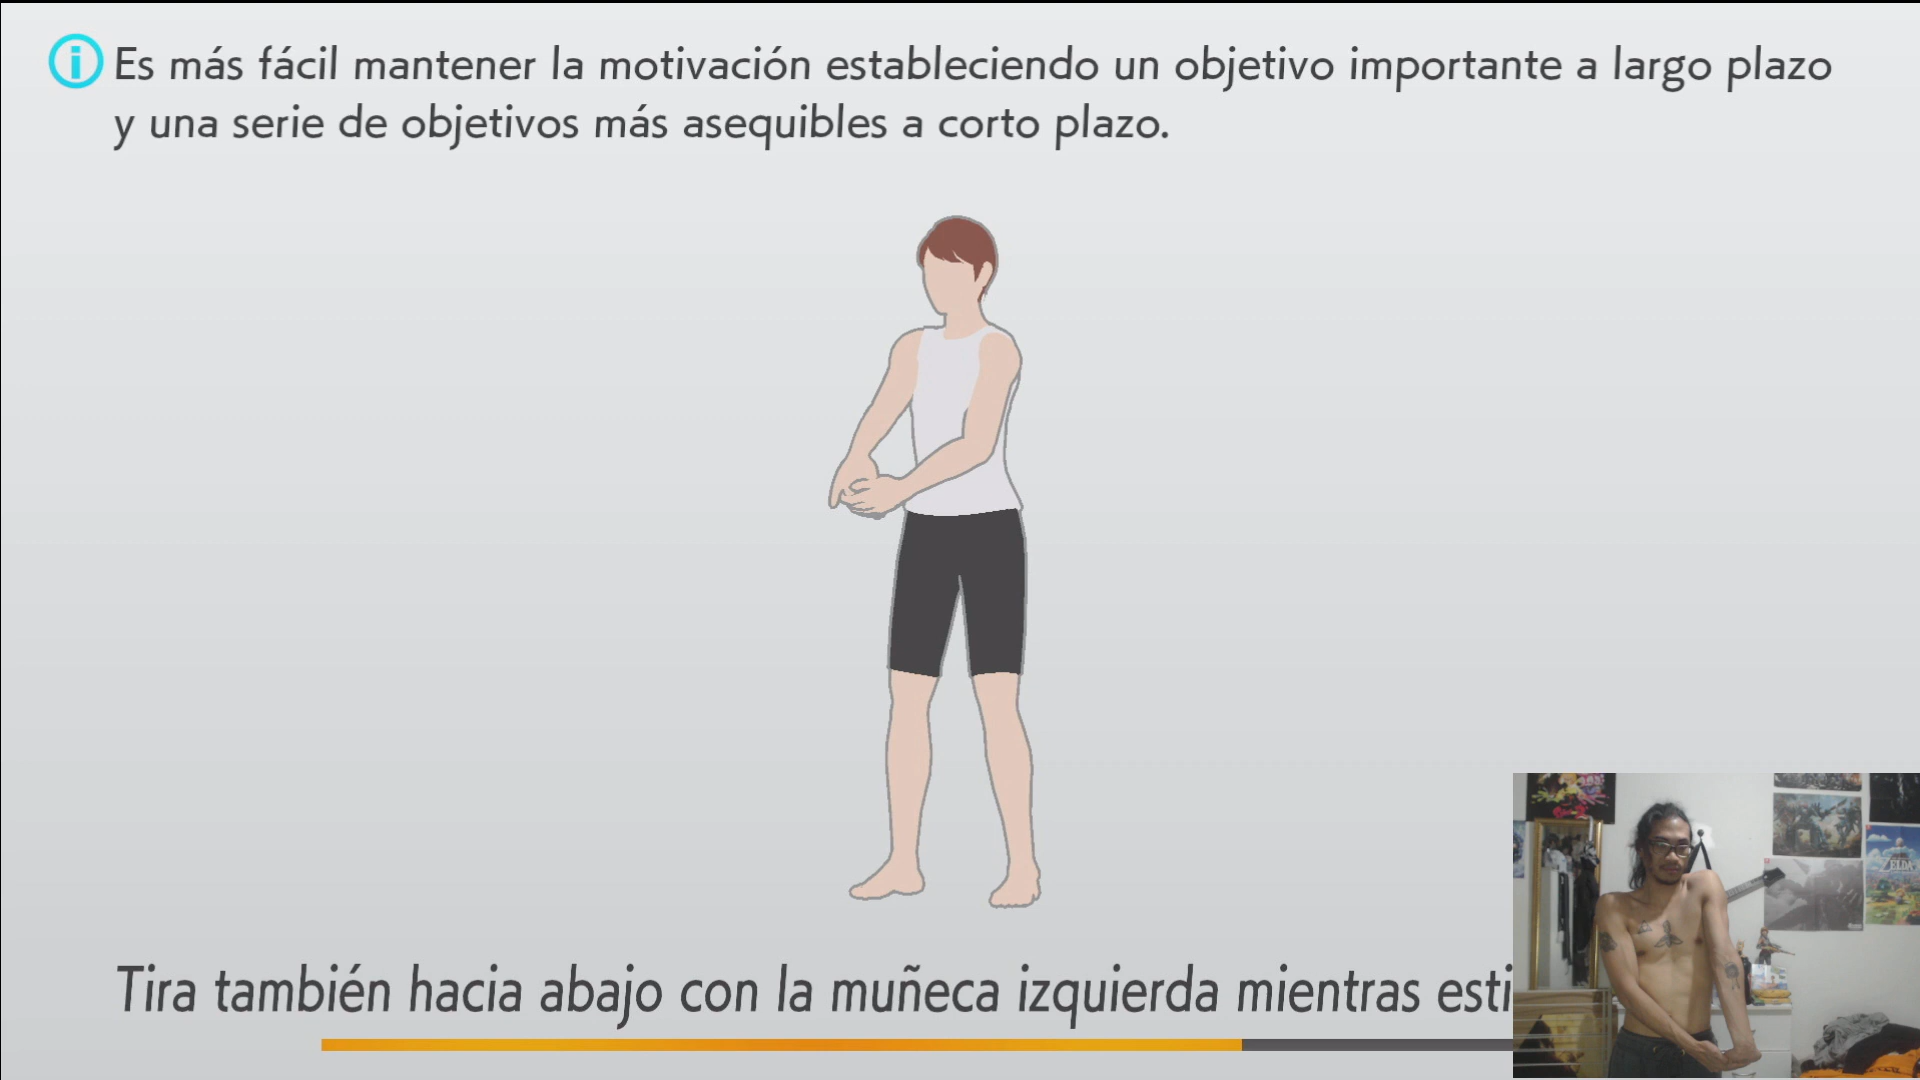 Es más fácil mantener la motivación estableciendo un objetivo importante a largo plazo
y una serie de objetivos más asequibles a corto plazo.
Tira también hacia abajo con la muñeca izquierda mientras esti
ZELDA